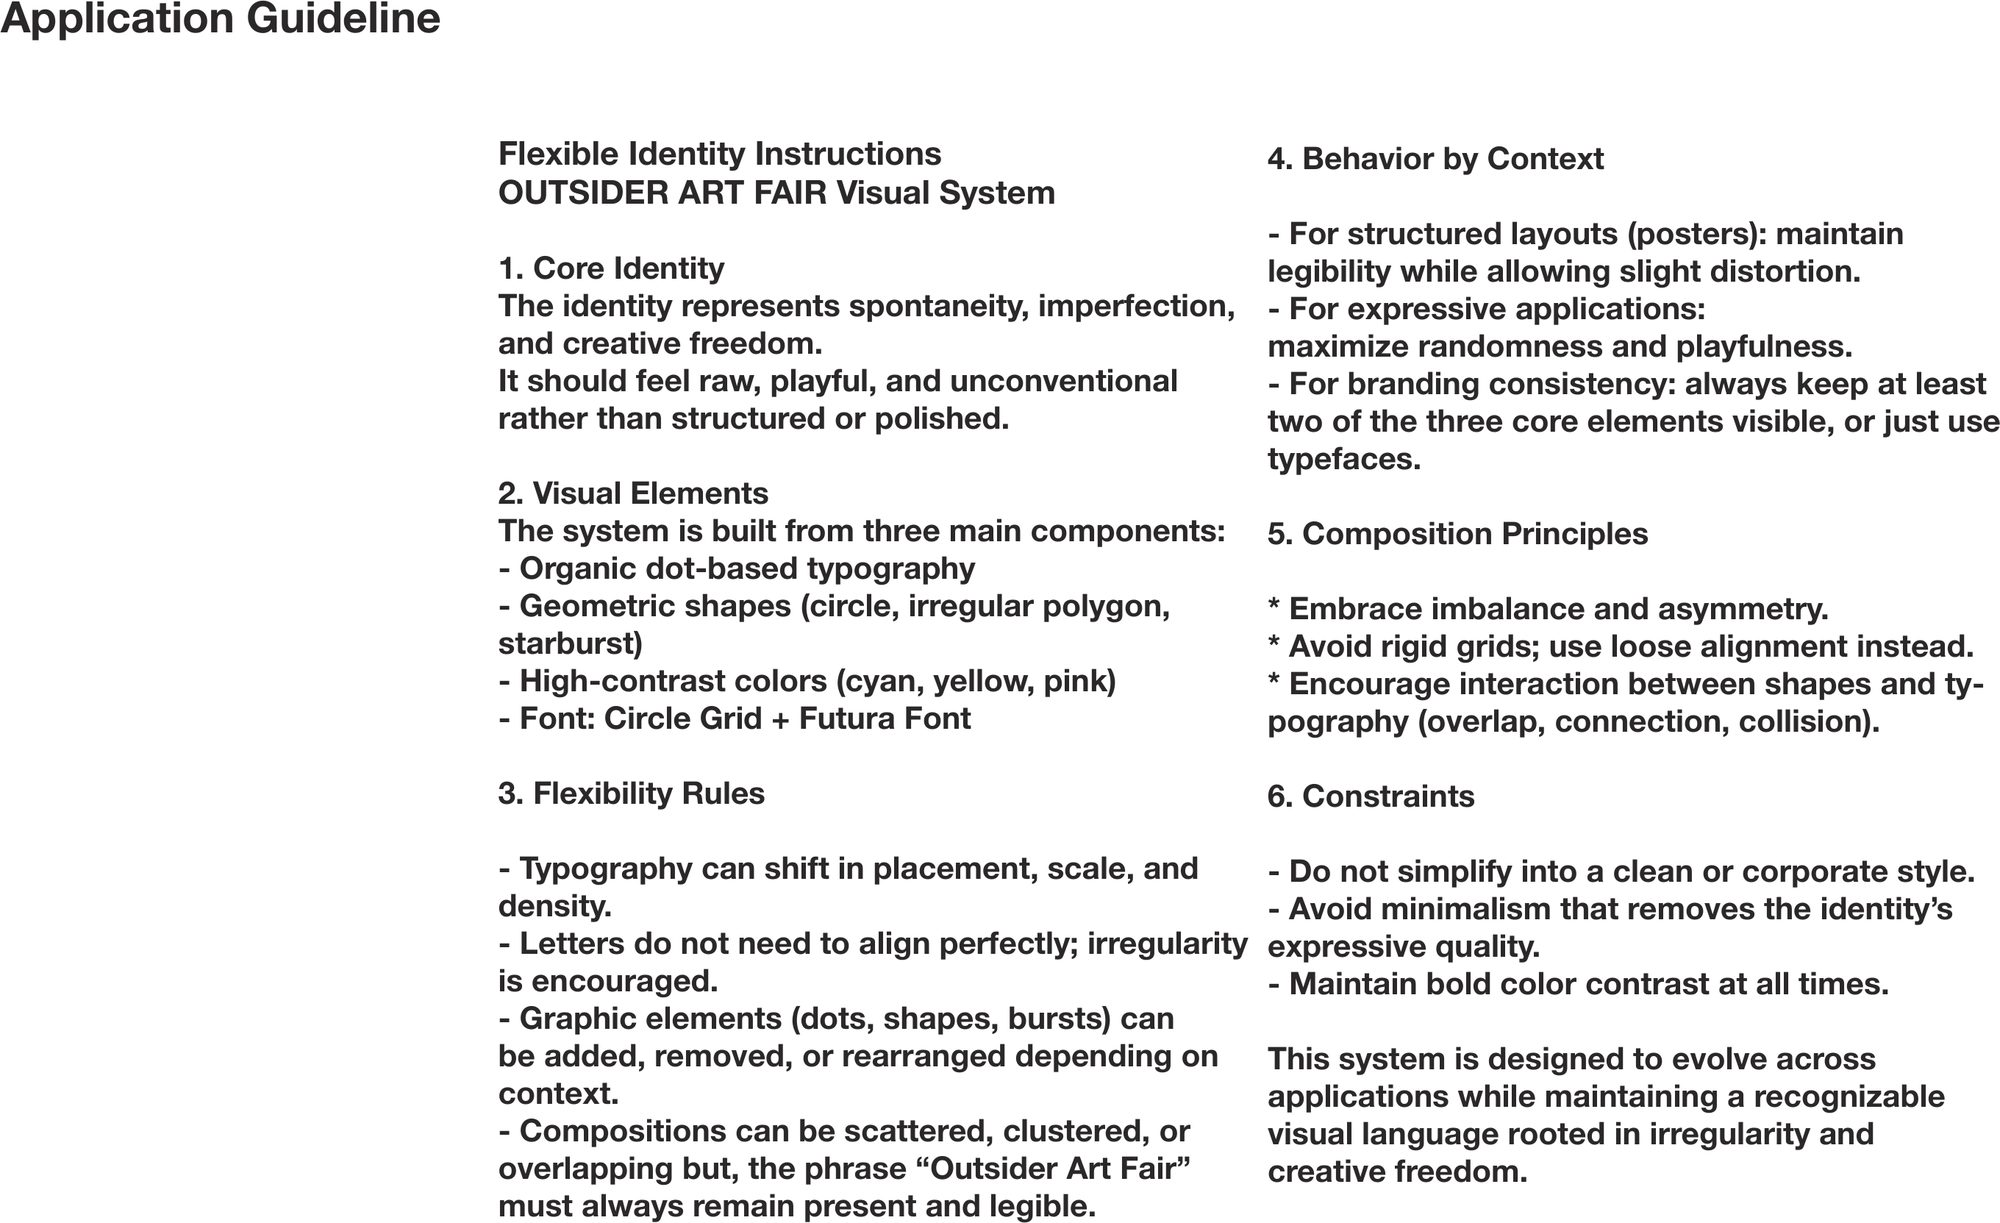 Application Guideline
Flexible Identity Instructions
OUTSIDER ART FAIR Visual System
1. Core Identity
The identity represents spontaneity, imperfection,
and creative freedom.
It should feel raw, playful, and unconventional
rather than structured or polished.
2. Visual Elements
The system is built from three main components:
- Organic dot-based typography
- Geometric shapes (circle, irregular polygon,
starburst)
- High-contrast colors (cyan, yellow, pink)
- Font: Circle Grid + Futura Font
3. Flexibility Rules
- Typography can shift in placement, scale, and
density.
- Letters do not need to align perfectly; irregularity
is encouraged.
- Graphic elements (dots, shapes, bursts) can
be added, removed, or rearranged depending on
context.
- Compositions can be scattered, clustered, or
overlapping but, the phrase “Outsider Art Fair”
must always remain present and legible.
4. Behavior by Context
- For structured layouts (posters): maintain
legibility while allowing slight distortion.
- For expressive applications:
maximize randomness and playfulness.
- For branding consistency: always keep at least
two of the three core elements visible, or just use
typefaces.
5. Composition Principles
* Embrace imbalance and asymmetry.
* Avoid rigid grids; use loose alignment instead.
* Encourage interaction between shapes and ty-
pography (overlap, connection, collision).
6. Constraints
- Do not simplify into a clean or corporate style.
- Avoid minimalism that removes the identity’s
expressive quality.
- Maintain bold color contrast at all times.
This system is designed to evolve across
applications while maintaining a recognizable
visual language rooted in irregularity and
creative freedom.